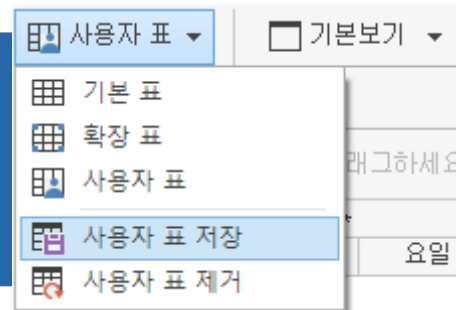 사용자 표 기본보기
기본 표
확장 표
래그하세요
사용자 표
사용자 표 저장
요일
사용자 표 제거